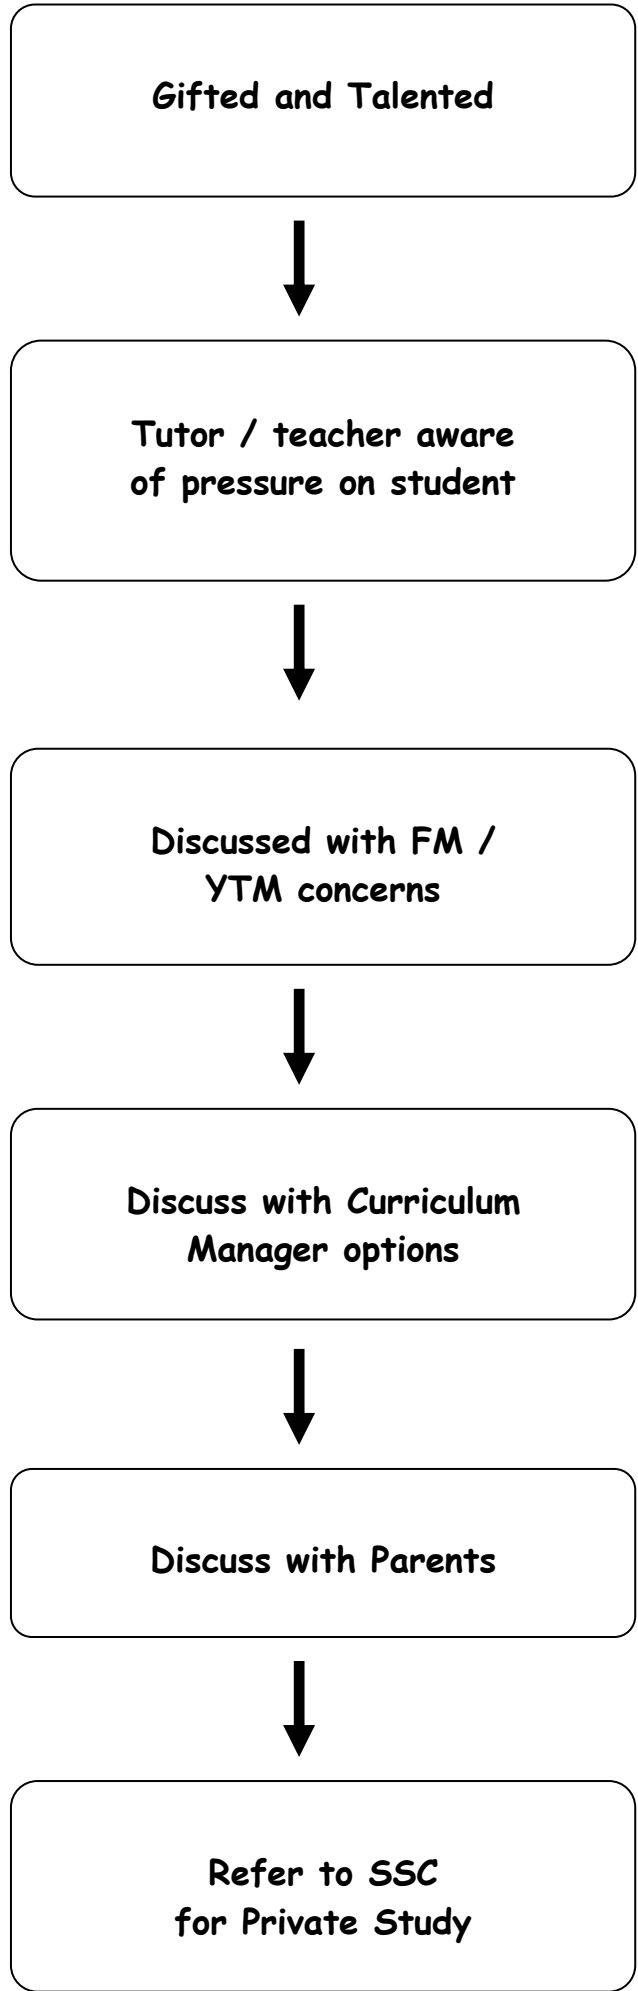 Gifted and Talented
Tutor / teacher aware
of pressure on student
Discussed with FM /
YTM concerns
Discuss with Curriculum
Manager options
Discuss with Parents
Refer to SSC
for Private Study